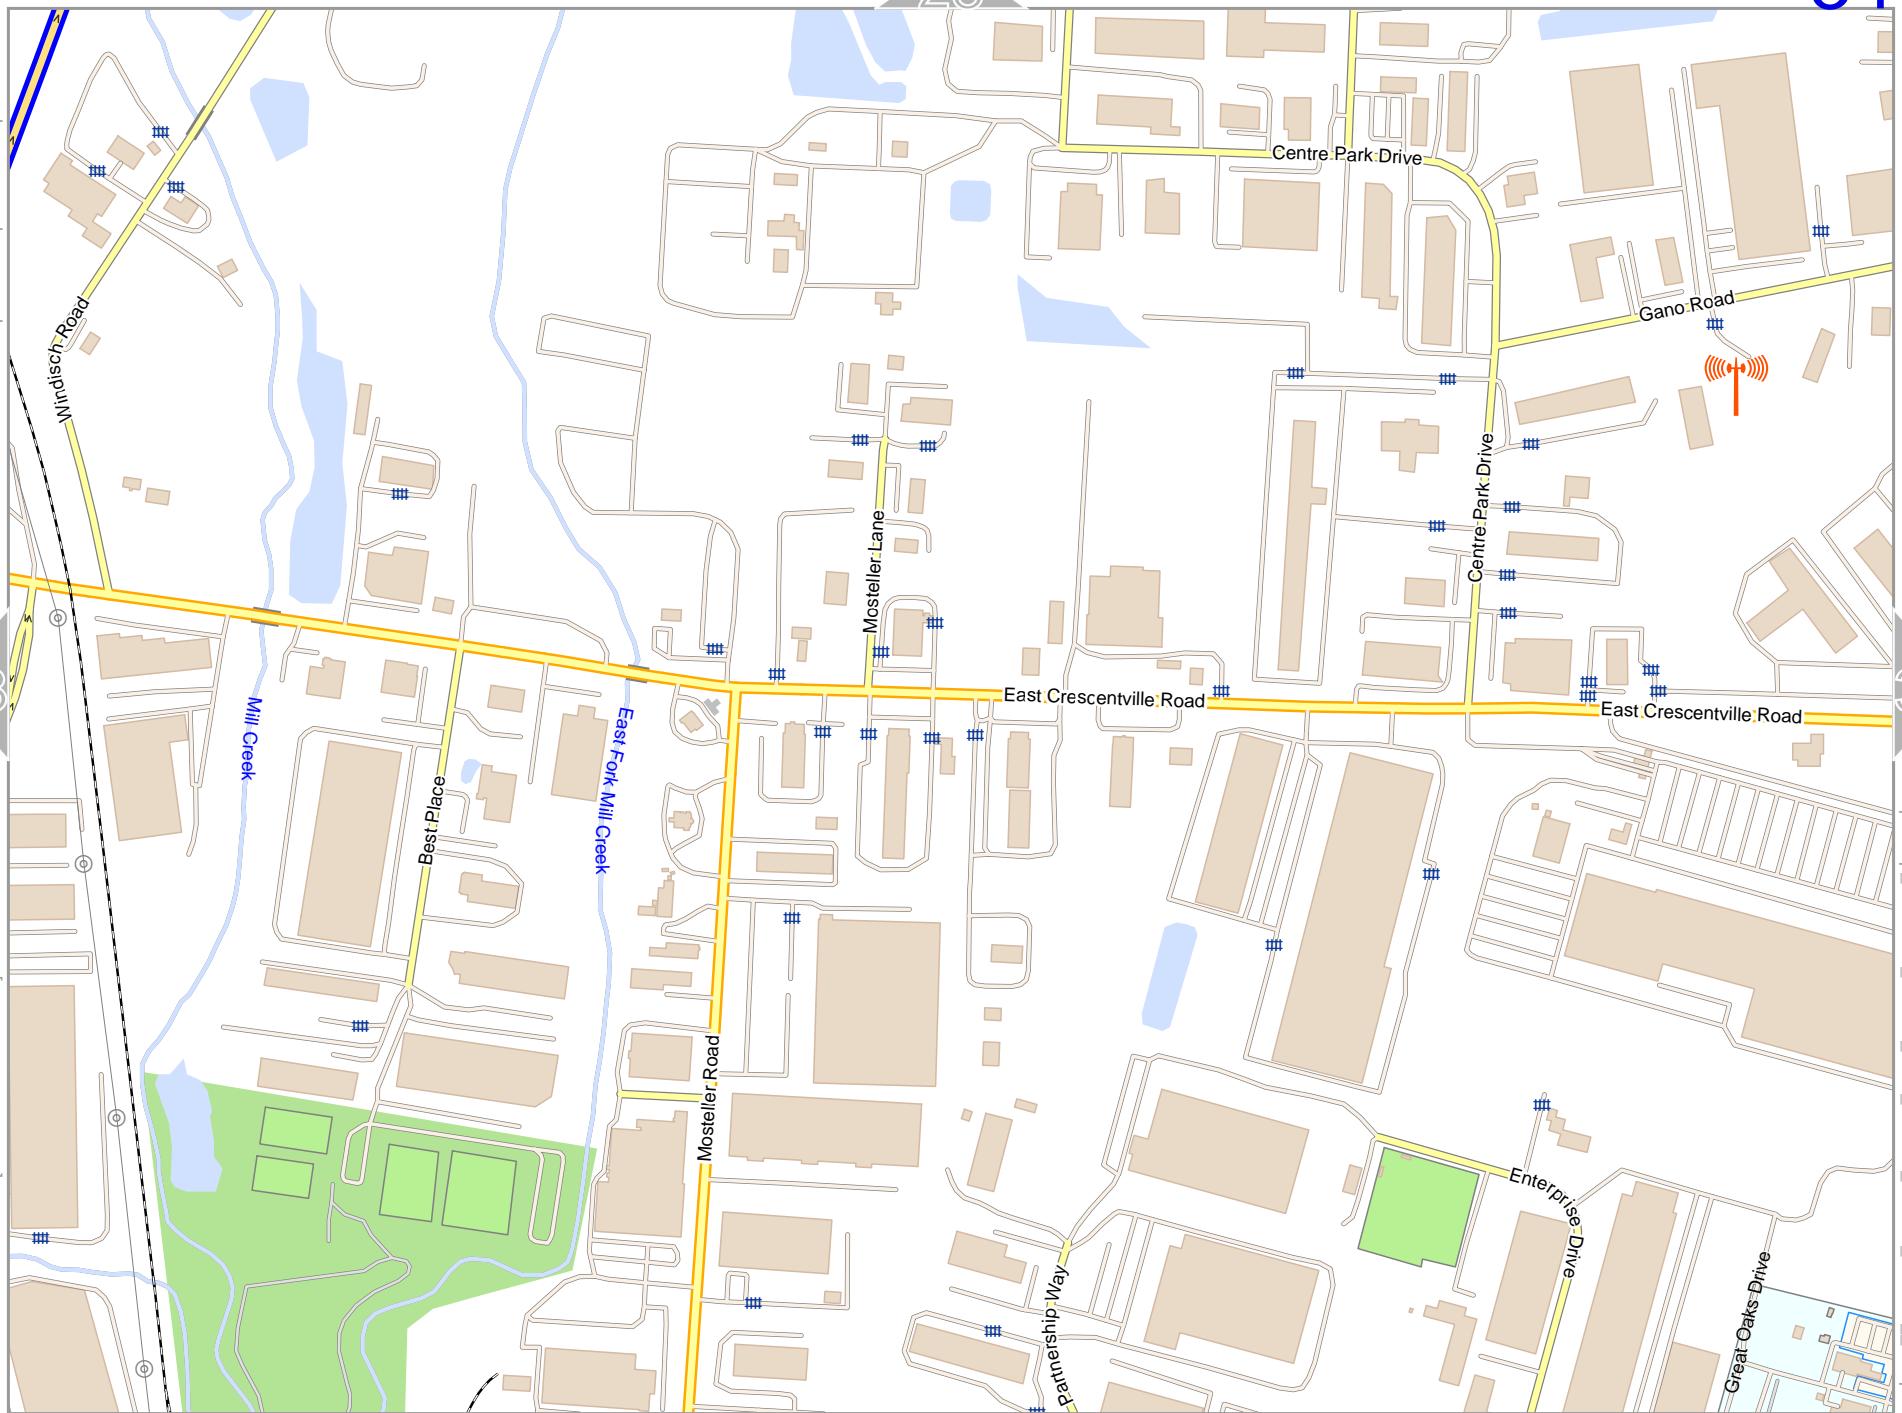 Centre Park Drive
Gano Road
Windisch Road
Centre Park Drive
Mosteller Lane
East Crescentville Road
East Crescentville Road
Mill Creek
East Fork Mill Creek
Best Place
Mosteller Road
Enterprise Drive
Partnership Way
Great Oaks Drive